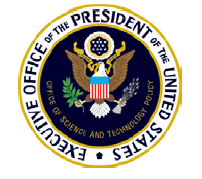 EXECUTIVE OFFICE OF THE PRESIDENT OF THE UNITED STATES
OFFICE OF SCIENCE AND TECHNOLOGY POLICY